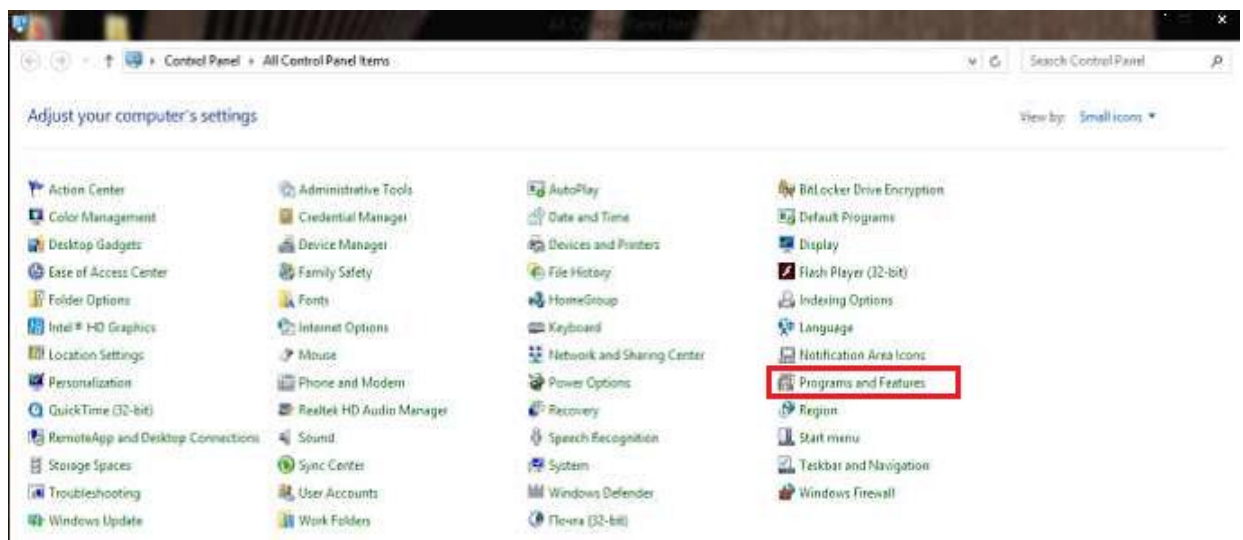 All Control Panel Items
Control Panel All Control Panel Items Search Control Panel
Adjust your computer's settings View by: Small icons
Action Center Administrative Tools AutoPlay BitLocker Drive Encryption
Color Management Credential Manager Date and Time Default Programs
Desktop Gadgets Device Manager Devices and Printers Display
Ease of Access Center Family Safety File History Flash Player (32-bit)
Folder Options Fonts HomeGroup Indexing Options
Intel® HD Graphics Internet Options Keyboard Language
Location Settings Mouse Network and Sharing Center Notification Area Icons
Personalization Phone and Modem Power Options Programs and Features
QuickTime (32-bit) Realtek HD Audio Manager Recovery Region
RemoteApp and Desktop Connections Sound Speech Recognition Start menu
Storage Spaces Sync Center System Taskbar and Navigation
Troubleshooting User Accounts Windows Defender Windows Firewall
Windows Update Work Folders Почта (32-bit)